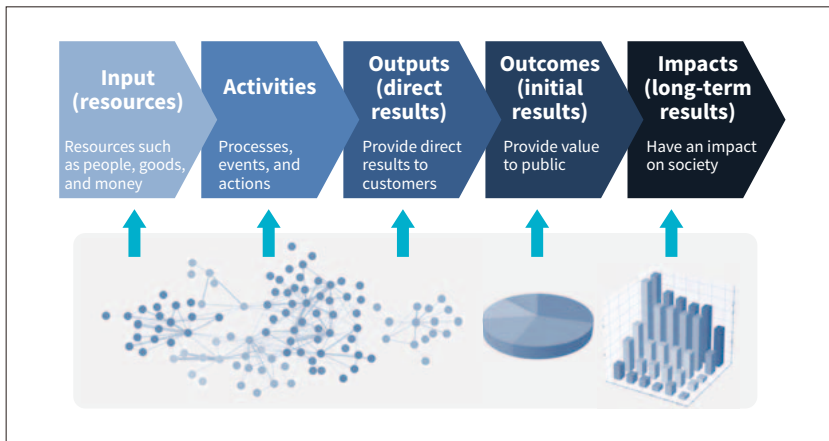 Input
(resources)
Resources such
as people, goods,
and money
Activities
Processes,
events, and
actions
Outputs
(direct
results)
Provide direct
results to
customers
Outcomes
(initial
results)
Provide value
to public
Impacts
(long-term
results)
Have an impact
on society